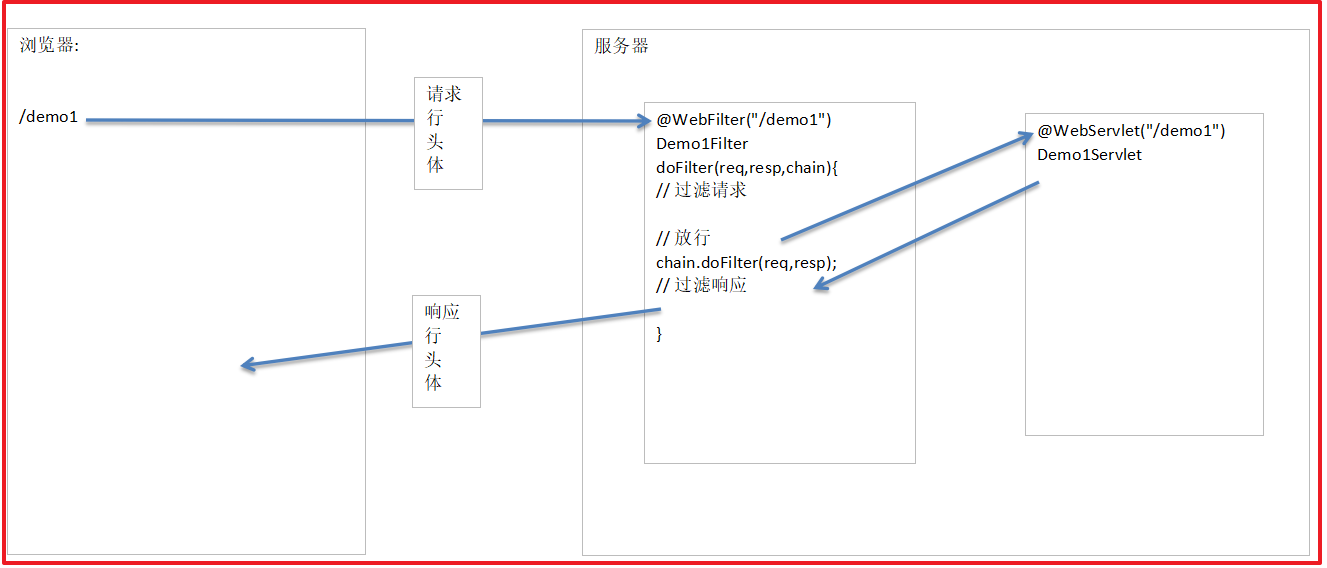 浏览器:
/demo1
请求
行
头
体
响应
行
头
体
服务器
@WebFilter("/demo1")
Demo1Filter
doFilter(req,resp,chain){
// 过滤请求
// 放行
chain.doFilter(req,resp);
// 过滤响应
}
@WebServlet("/demo1")
Demo1Servlet